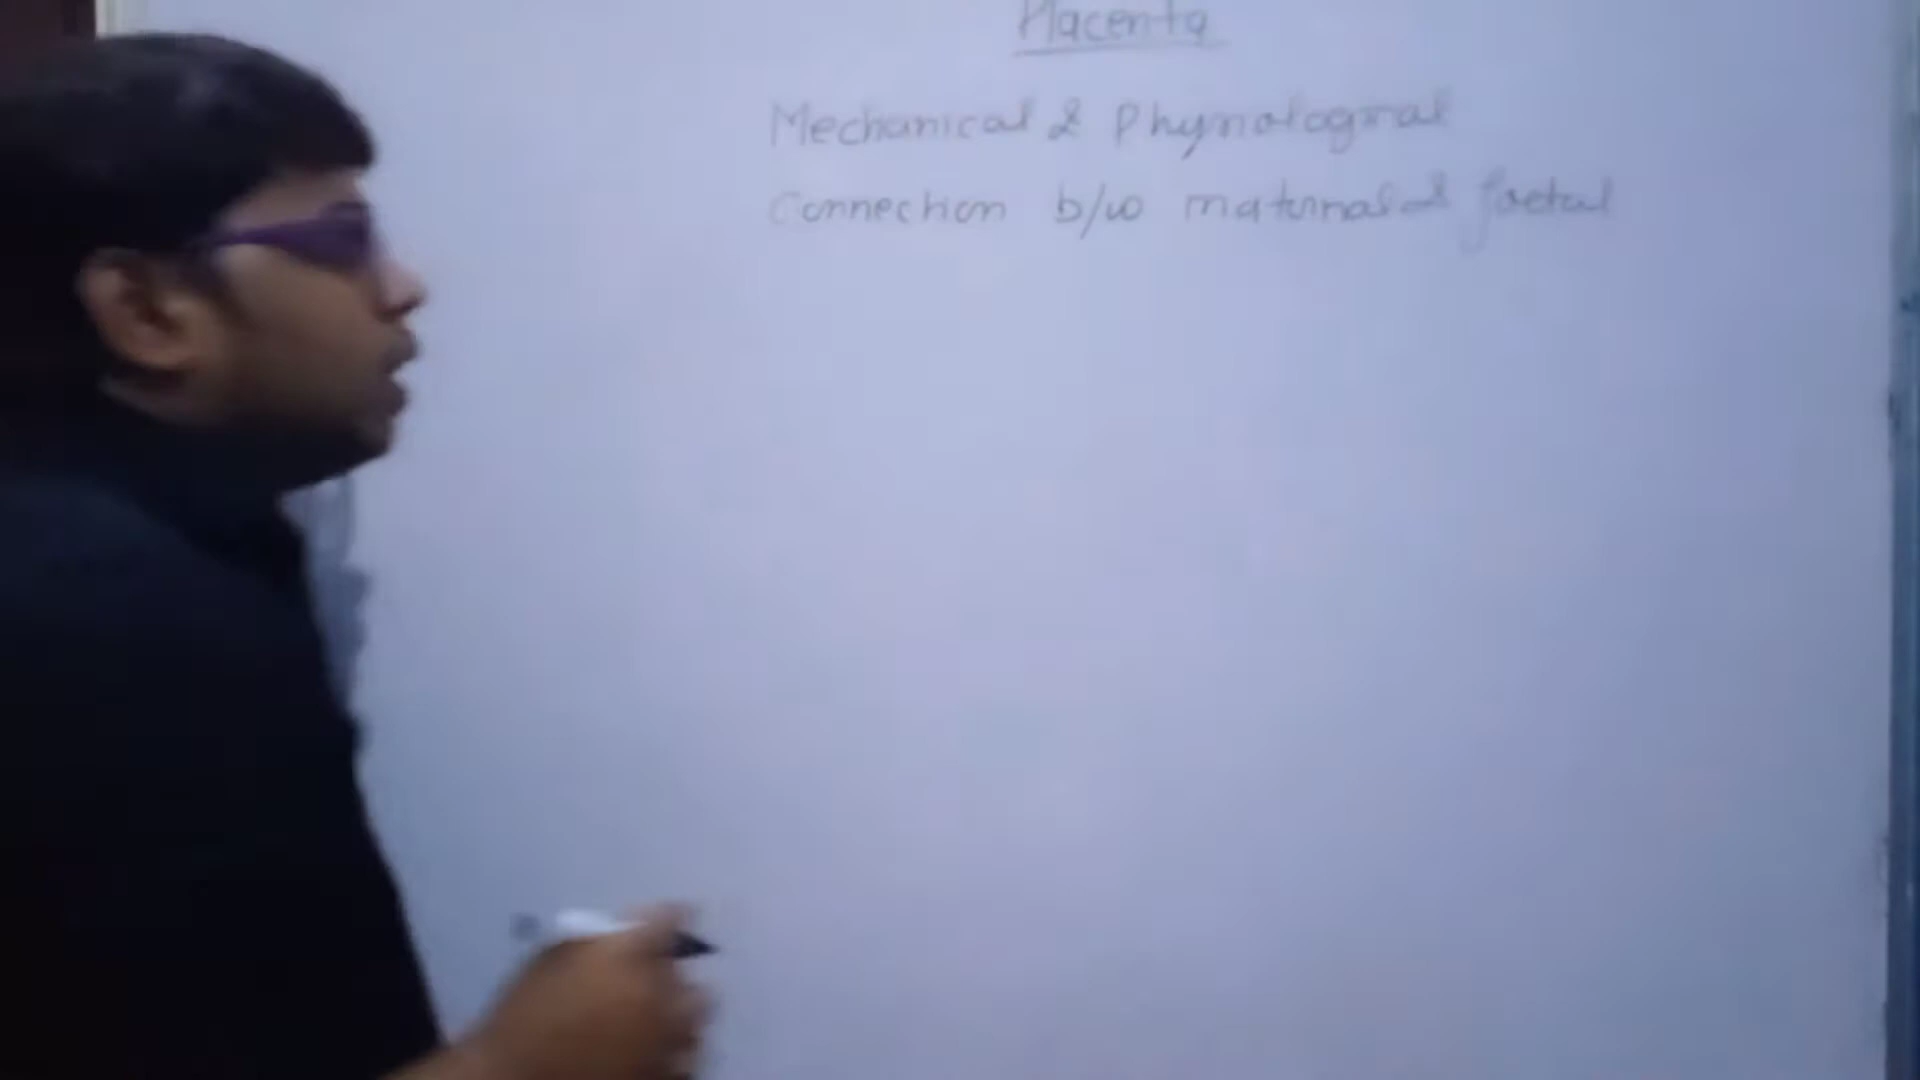 Placenta
Mechanical & Physiological
Connection b/w maternal & foetal